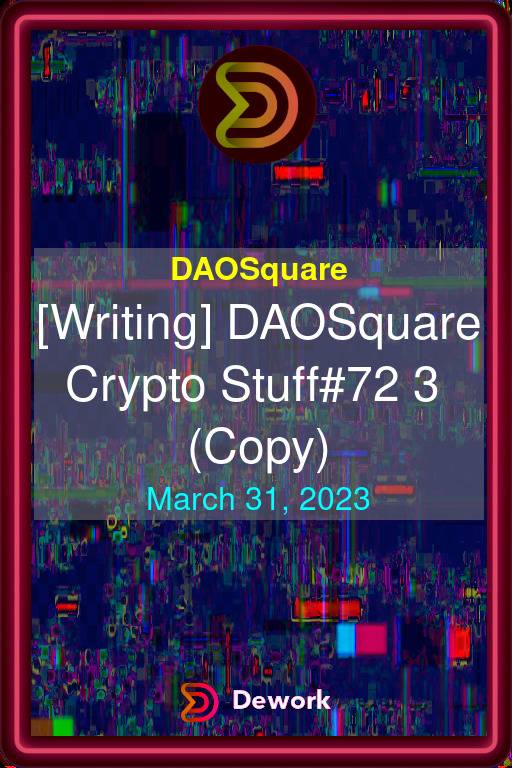 DAOSquare
[Writing] DAOSquare
Crypto Stuff#72 3
(Copy)
March 31, 2023
Dework